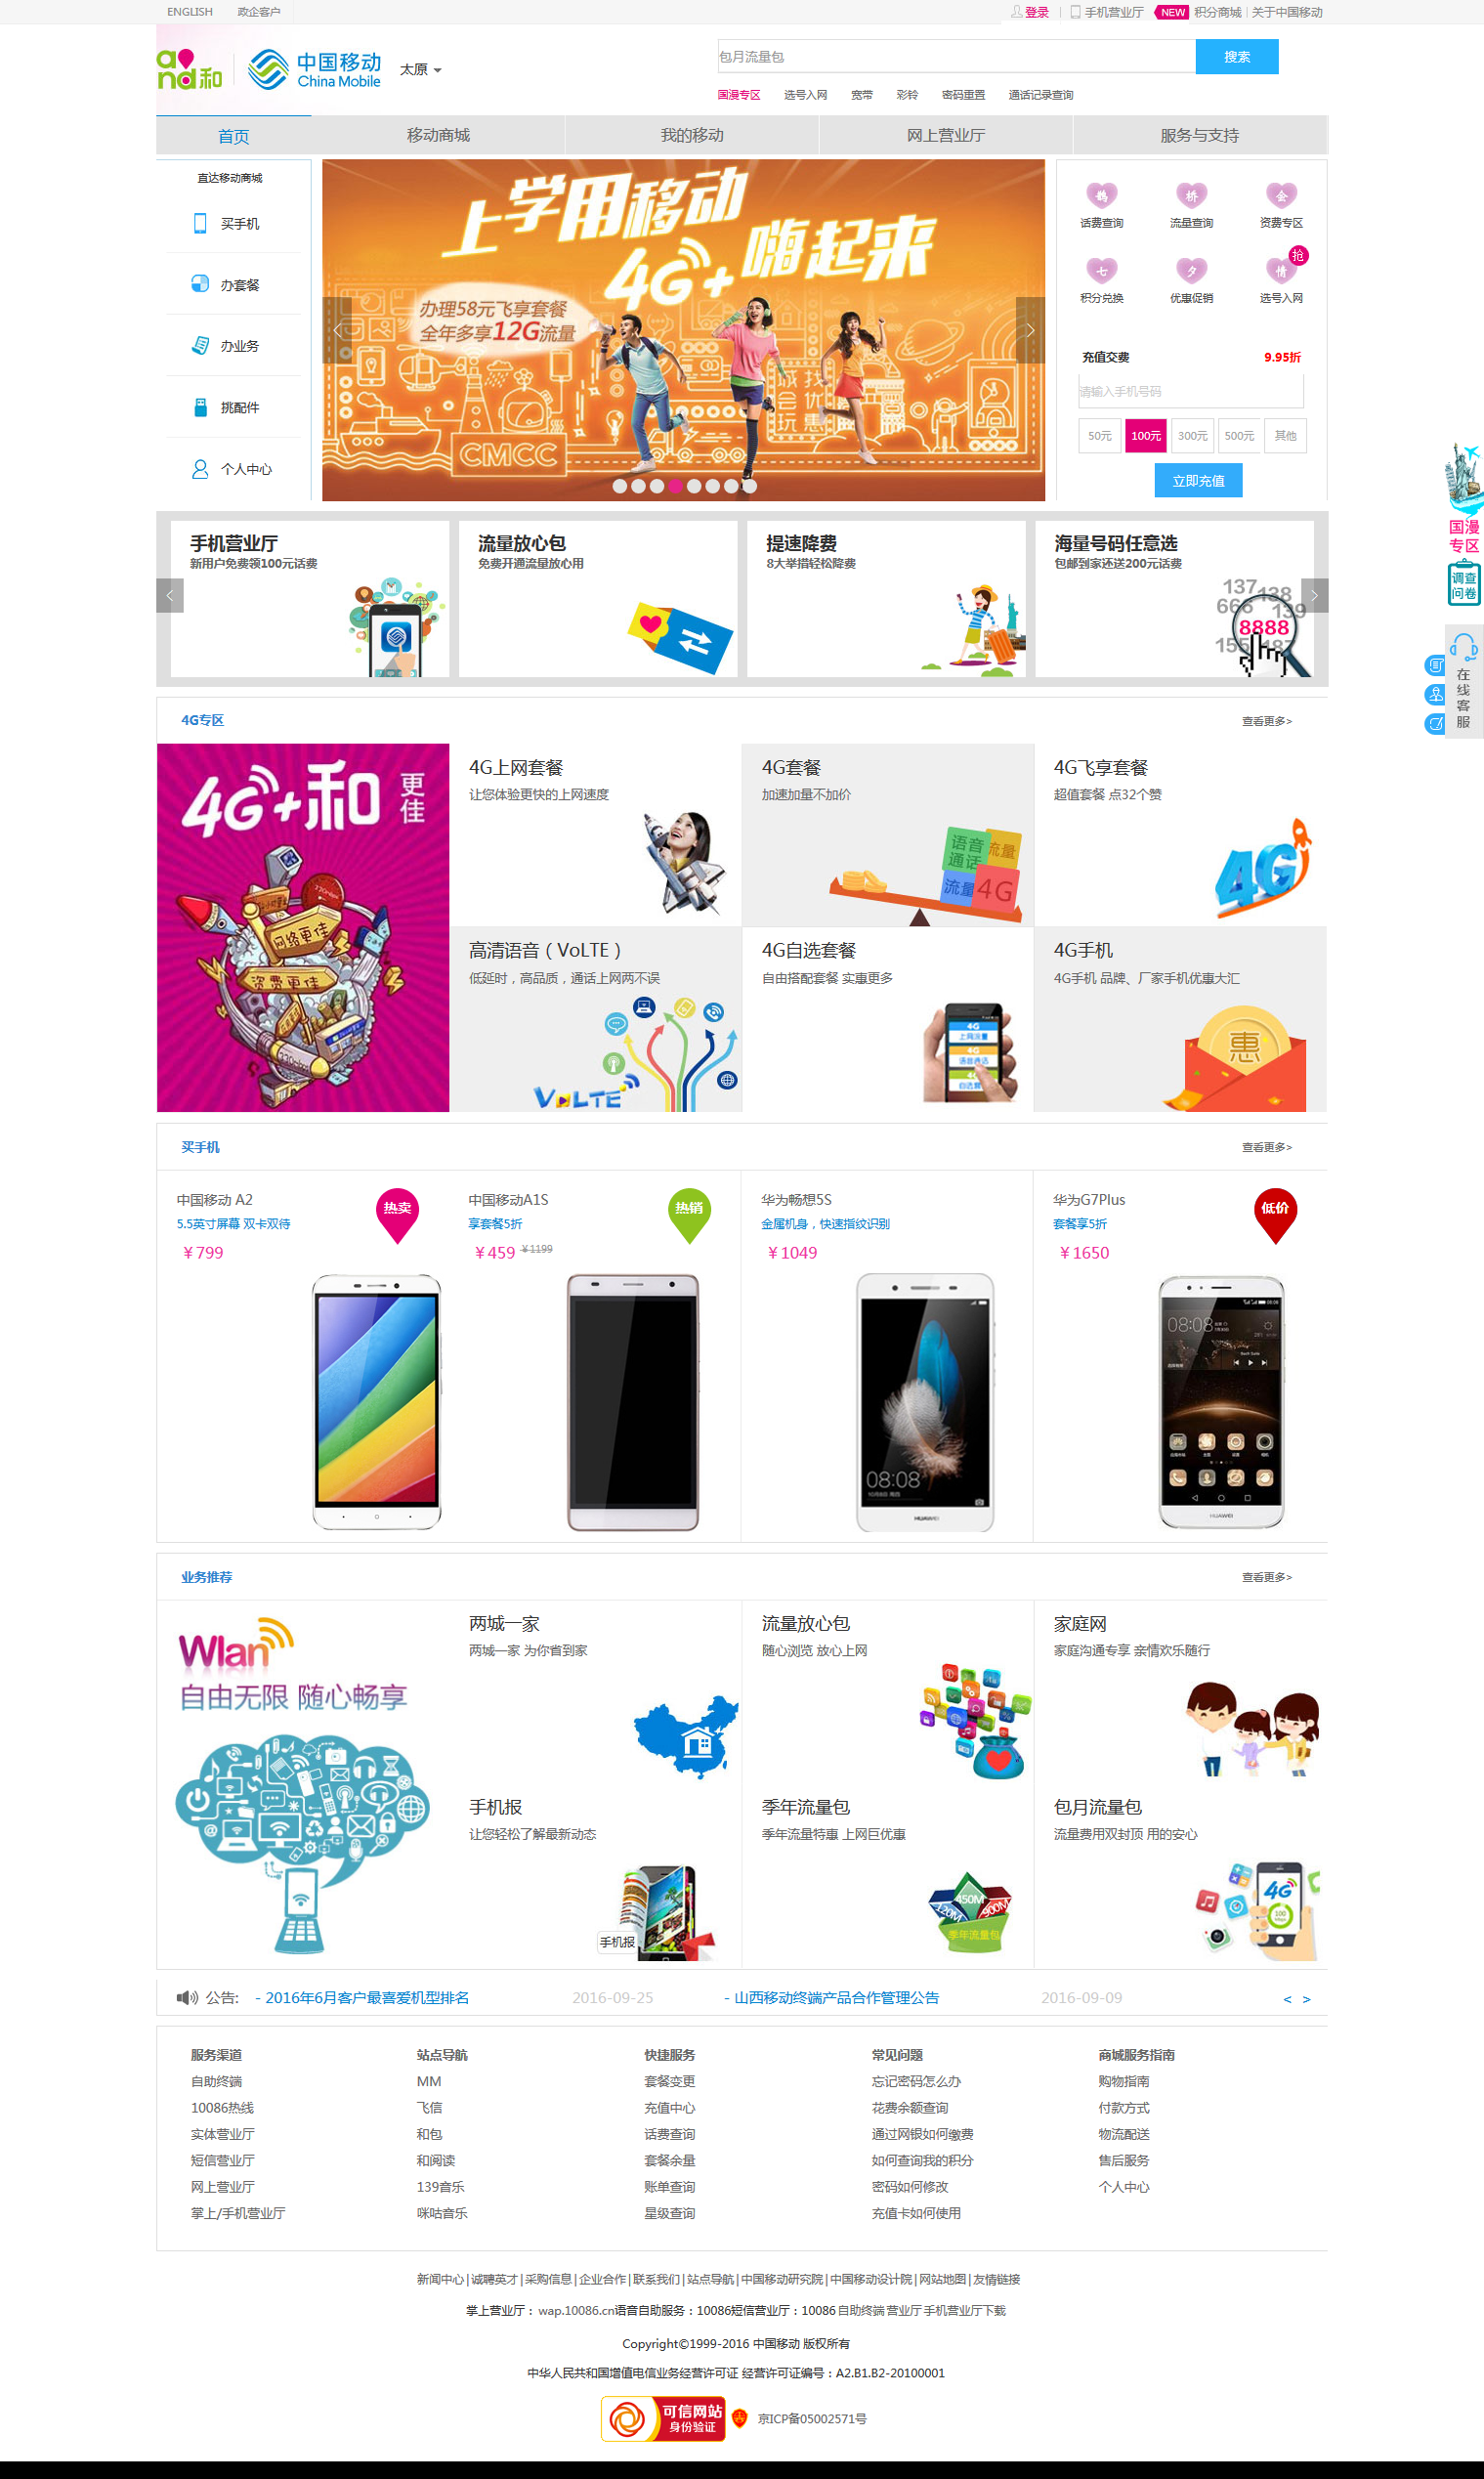 ENGLISH 政企客户 登录 手机营业厅 NEW 积分商城 关于中国移动
and和 中国移动 China Mobile 太原
包月流量包 搜索
国漫专区 选号入网 宽带 彩铃 密码重置 通话记录查询
首页 移动商城 我的移动 网上营业厅 服务与支持
直达移动商城
买手机
办套餐
办业务
挑配件
个人中心
上学用移动
4G+ 嗨起来
办理58元飞享套餐
全年多享12G流量
CMCC
鹊 桥 会
话费查询 流量查询 资费专区
抢
七 夕 情
积分兑换 优惠促销 选号入网
充值交费 9.95折
请输入手机号码
50元 100元 300元 500元 其他
立即充值
国漫
专区
调查
问卷
在
线
客
服
手机营业厅 流量放心包 提速降费 海量号码任意选
新用户免费领100元话费 免费开通流量放心用 8大举措轻松降费 包邮到家还送200元话费
137
138
666
139
8888
155
187
4G专区 查看更多>
4G+和 更佳
网络更佳
资费更佳
4G上网套餐 4G套餐 4G飞享套餐
让您体验更快的上网速度 加速加量不加价 超值套餐 点32个赞
语音
通话
流量
流量
4G
4G
高清语音（VoLTE） 4G自选套餐 4G手机
低延时，高品质，通话上网两不误 自由搭配套餐 实惠更多 4G手机 品牌、厂家手机优惠大汇
VoLTE
4G
上网流量
4G
语音通话
4G
惠
买手机 查看更多>
中国移动 A2 热卖 中国移动A1S 热销 华为畅想5S 华为G7Plus 低价
5.5英寸屏幕 双卡双待 享套餐5折 金属机身，快速指纹识别 套餐享5折
￥799 ￥459 ￥1199 ￥1049 ￥1650
08:08
HUAWEI
08:08
HUAWEI
业务推荐 查看更多>
Wlan
自由无限 随心畅享
两城一家 流量放心包 家庭网
两城一家 为你省到家 随心浏览 放心上网 家庭沟通专享 亲情欢乐随行
手机报 季年流量包 包月流量包
让您轻松了解最新动态 季年流量特惠 上网巨优惠 流量费用双封顶 用的安心
手机报
120M
450M
900M
季年流量包
4G
100
公告: - 2016年6月客户最喜爱机型排名 2016-09-25 - 山西移动终端产品合作管理公告 2016-09-09 < >
服务渠道 站点导航 快捷服务 常见问题 商城服务指南
自助终端 MM 套餐变更 忘记密码怎么办 购物指南
10086热线 飞信 充值中心 花费余额查询 付款方式
实体营业厅 和包 话费查询 通过网银如何缴费 物流配送
短信营业厅 和阅读 套餐余量 如何查询我的积分 售后服务
网上营业厅 139音乐 账单查询 密码如何修改 个人中心
掌上/手机营业厅 咪咕音乐 星级查询 充值卡如何使用
新闻中心|诚聘英才|采购信息|企业合作|联系我们|站点导航|中国移动研究院|中国移动设计院|网站地图|友情链接
掌上营业厅： wap.10086.cn语音自助服务：10086短信营业厅：10086 自助终端 营业厅 手机营业厅下载
Copyright©1999-2016 中国移动 版权所有
中华人民共和国增值电信业务经营许可证 经营许可证编号：A2.B1.B2-20100001
可信网站
身份验证
京ICP备05002571号